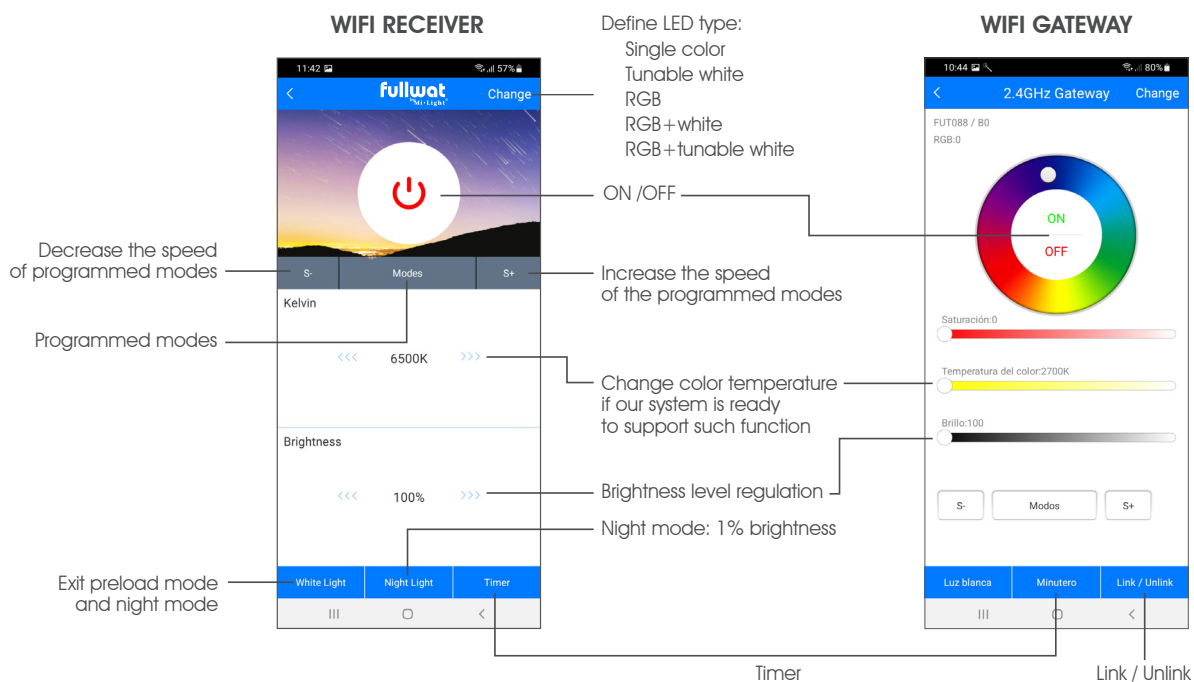 WIFI RECEIVER
11:42
57%
fullwat
by Mi·Light
Change
S-
Modes
S+
Kelvin
<<< 6500K >>>
Brightness
<<< 100% >>>
White Light
Night Light
Timer
Decrease the speed
of programmed modes
Programmed modes
Exit preload mode
and night mode
Define LED type:
Single color
Tunable white
RGB
RGB+white
RGB+tunable white
ON /OFF
Increase the speed
of the programmed modes
Change color temperature
if our system is ready
to support such function
Brightness level regulation
Night mode: 1% brightness
Timer
WIFI GATEWAY
10:44
80%
2.4GHz Gateway
Change
FUT088 / B0
RGB:0
ON
OFF
Saturación:0
Temperatura del color:2700K
Brillo:100
S-
Modos
S+
Luz blanca
Minutero
Link / Unlink
Link / Unlink